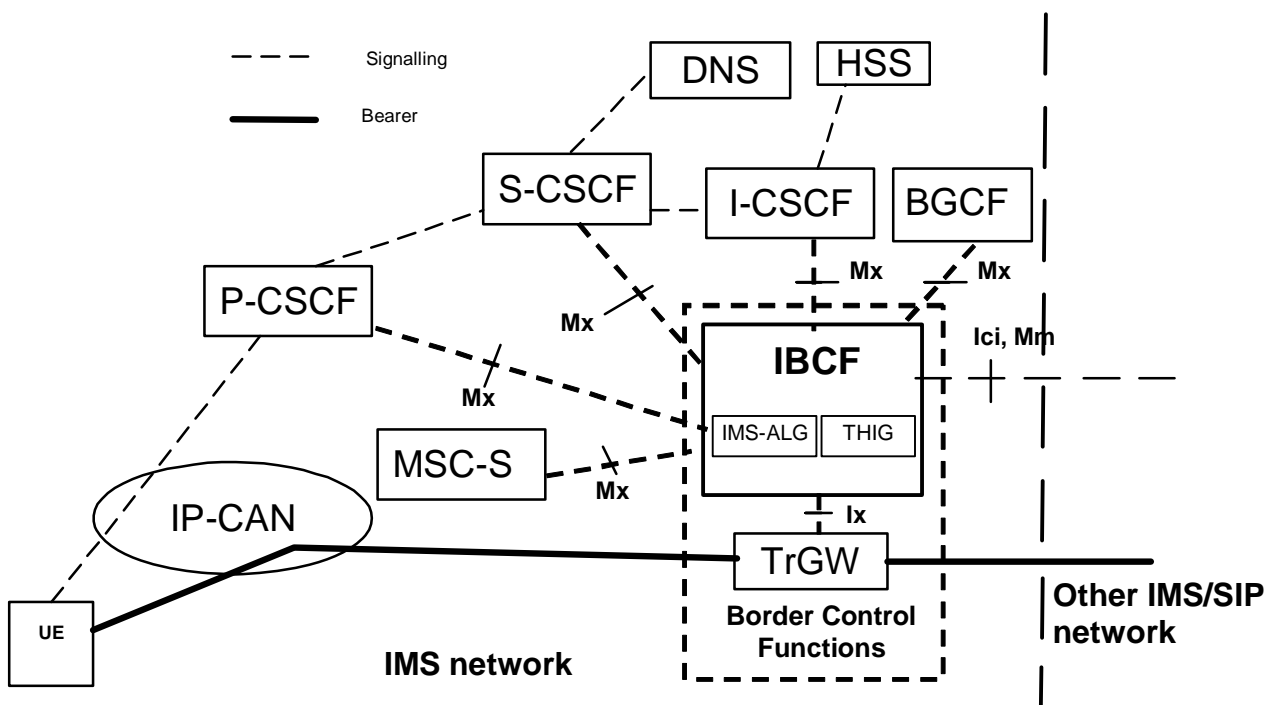 Signalling
Bearer
DNS
HSS
S-CSCF
I-CSCF
BGCF
P-CSCF
Mx
Mx
Mx
Mx
Ici, Mm
IBCF
IMS-ALG
THIG
MSC-S
Mx
IP-CAN
Ix
TrGW
UE
Border Control
Functions
Other IMS/SIP
network
IMS network